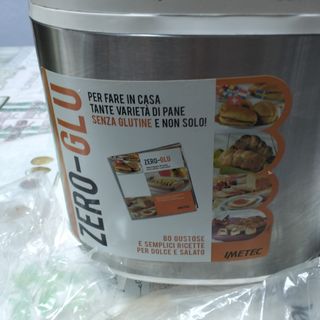 ZERO-GLU
PER FARE IN CASA
TANTE VARIETÀ DI PANE
SENZA GLUTINE E NON SOLO!
ZERO-GLU
IMETEC
80 GUSTOSE
E SEMPLICI RICETTE
PER DOLCE E SALATO
IMETEC